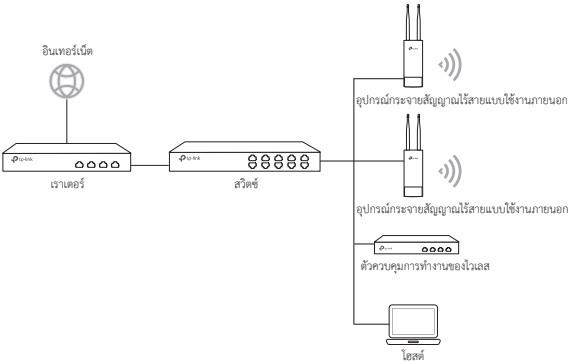 อินเทอร์เน็ต
tp-link
เราเตอร์
tp-link
สวิตซ์
อุปกรณ์กระจายสัญญาณไร้สายแบบใช้งานภายนอก
อุปกรณ์กระจายสัญญาณไร้สายแบบใช้งานภายนอก
ตัวควบคุมการทำงานของไวเลส
โฮสต์